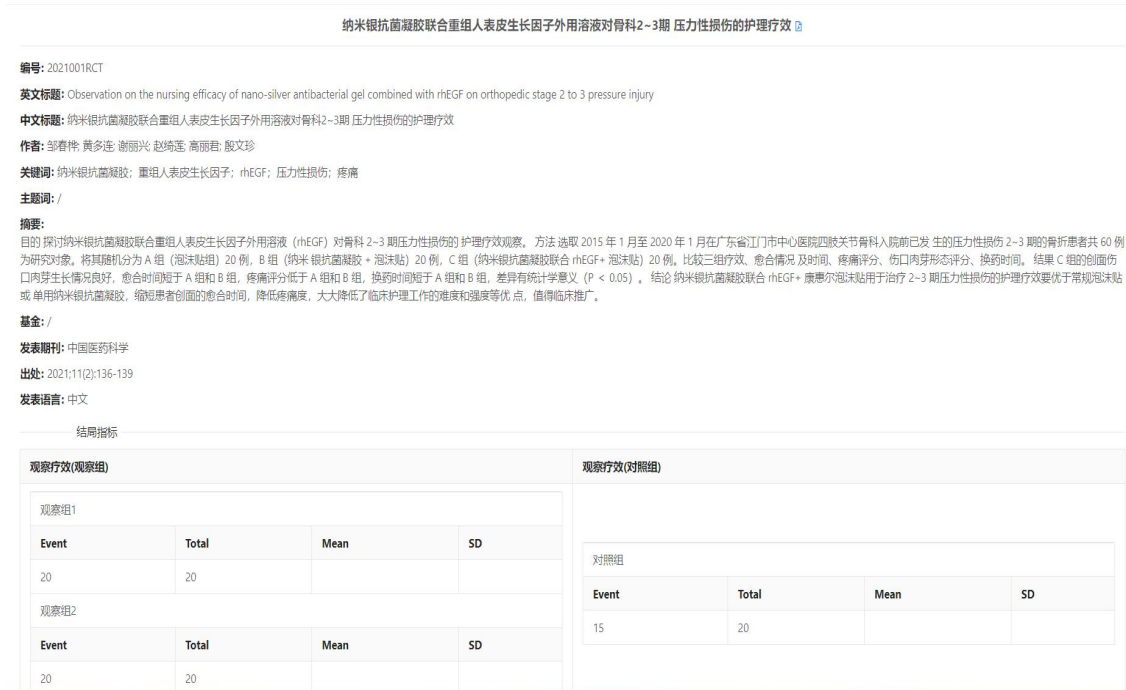 纳米银抗菌凝胶联合重组人表皮生长因子外用溶液对骨科2~3期 压力性损伤的护理疗效
编号: 2021001RCT
英文标题: Observation on the nursing efficacy of nano-silver antibacterial gel combined with rhEGF on orthopedic stage 2 to 3 pressure injury
中文标题: 纳米银抗菌凝胶联合重组人表皮生长因子外用溶液对骨科2~3期 压力性损伤的护理疗效
作者: 邹春桦; 黄多连; 谢丽兴; 赵绮莲; 高丽君; 殷文珍
关键词: 纳米银抗菌凝胶；重组人表皮生长因子；rhEGF；压力性损伤；疼痛
主题词: /
摘要:
目的 探讨纳米银抗菌凝胶联合重组人表皮生长因子外用溶液（rhEGF）对骨科 2~3 期压力性损伤的 护理疗效观察。 方法 选取 2015 年 1 月至 2020 年 1 月在广东省江门市中心医院四肢关节骨科入院前已发 生的压力性损伤 2~3 期的骨折患者共 60 例
为研究对象。将其随机分为 A 组（泡沫贴组）20 例，B 组（纳米 银抗菌凝胶 + 泡沫贴）20 例，C 组（纳米银抗菌凝胶联合 rhEGF+ 泡沫贴）20 例。比较三组疗效、愈合情况 及时间、疼痛评分、伤口肉芽形态评分、换药时间。 结果 C 组的创面伤
口肉芽生长情况良好，愈合时间短于 A 组和 B 组，疼痛评分低于 A 组和 B 组，换药时间短于 A 组和 B 组，差异有统计学意义（P < 0.05）。 结论 纳米银抗菌凝胶联合 rhEGF+ 康惠尔泡沫贴用于治疗 2~3 期压力性损伤的护理疗效要优于常规泡沫贴
或 单用纳米银抗菌凝胶，缩短患者创面的愈合时间，降低疼痛度，大大降低了临床护理工作的难度和强度等优 点，值得临床推广。
基金: /
发表期刊: 中国医药科学
出处: 2021;11(2):136-139
发表语言: 中文
结局指标
观察疗效(观察组) 观察疗效(对照组)
观察组1
Event Total Mean SD
20 20
观察组2
Event Total Mean SD
20 20
对照组
Event Total Mean SD
15 20